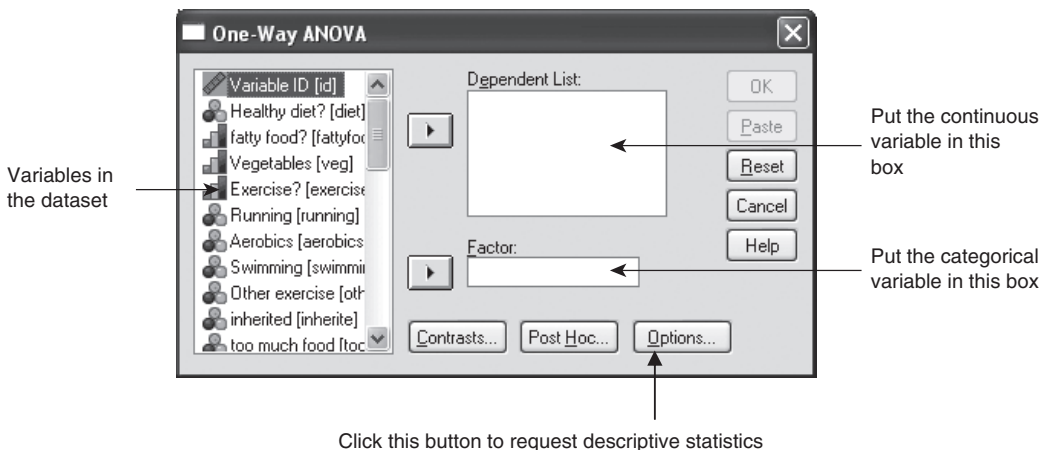 One-Way ANOVA
Variable ID [id]
Healthy diet? [diet]
fatty food? [fattyfoo
Vegetables [veg]
Exercise? [exercise
Running [running]
Aerobics [aerobics
Swimming [swimmi
Other exercise [oth
inherited [inherite]
too much food [too
Dependent List:
Factor:
OK
Paste
Reset
Cancel
Help
Contrasts...
Post Hoc...
Options...
Variables in
the dataset
Put the continuous
variable in this
box
Put the categorical
variable in this box
Click this button to request descriptive statistics